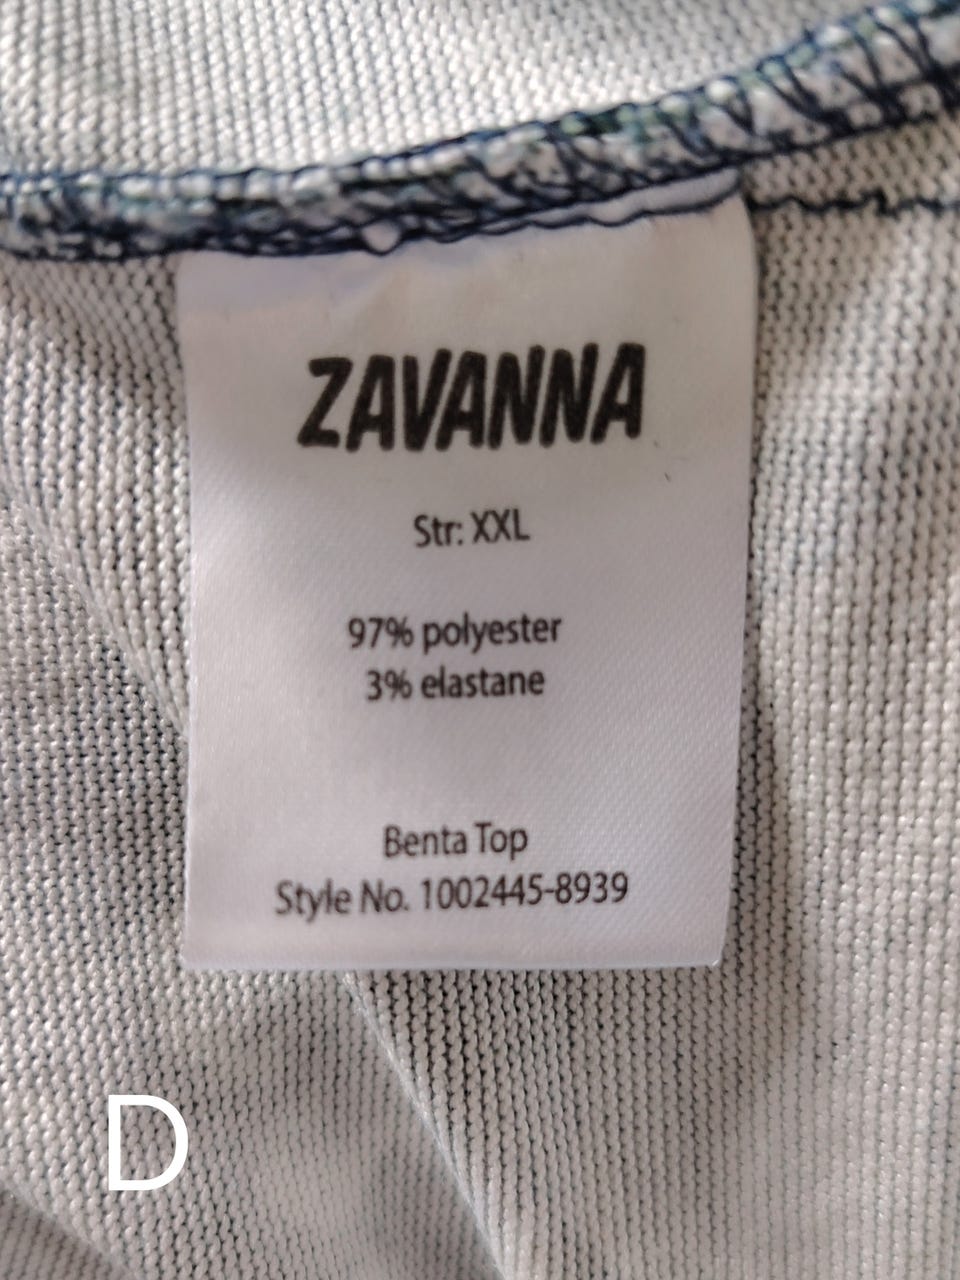 ZAVANNA
Str: XXL
97% polyester
3% elastane
Benta Top
Style No. 1002445-8939
D